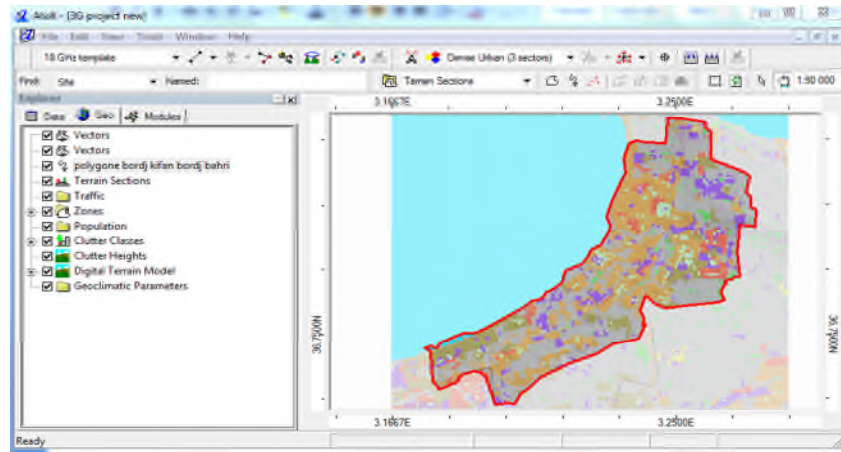 Atoll - [3G project new]
File Edit View Tools Window Help
18 GHz template
Dense Urban (3 sectors)
Find: Site
Named:
Terrain Sections
1:90 000
Explorer
Data
Geo
Modules
Vectors
Vectors
polygone bordj kifan bordj bahri
Terrain Sections
Traffic
Zones
Population
Clutter Classes
Clutter Heights
Digital Terrain Model
Geoclimatic Parameters
3.1667E
3.2500E
36.7500N
36.7500N
3.1667E
3.2500E
Ready